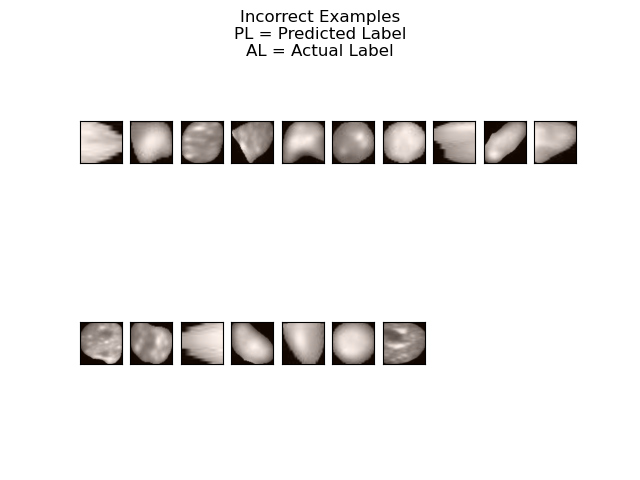 Incorrect Examples
PL = Predicted Label
AL = Actual Label